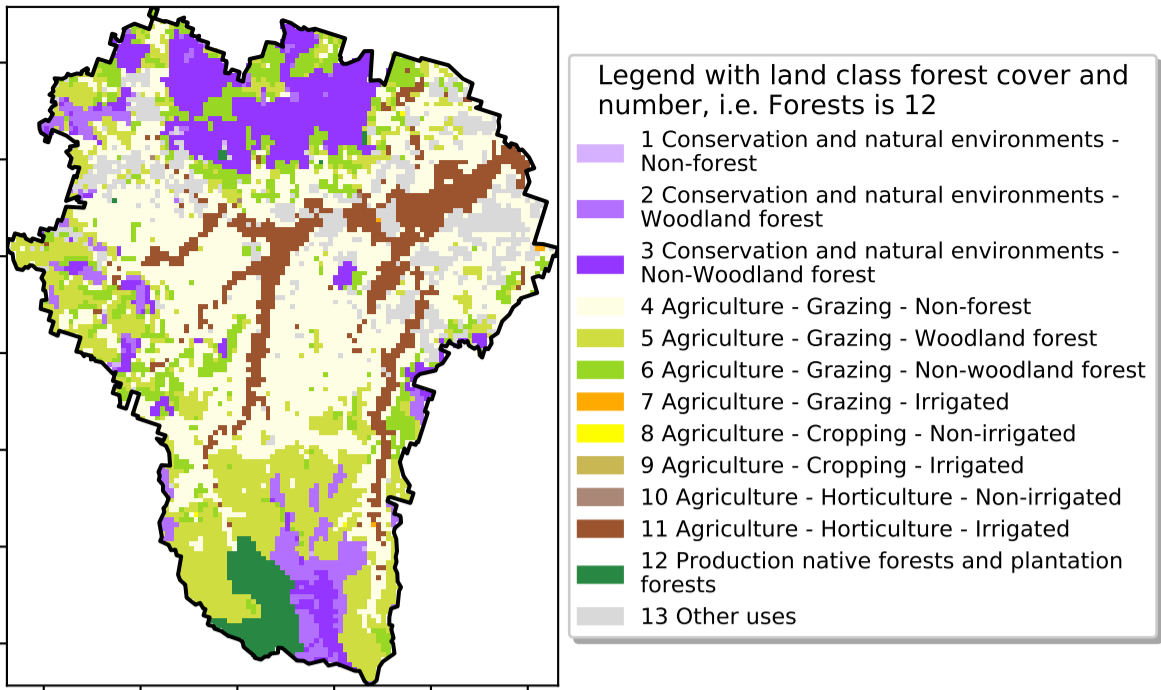 Legend with land class forest cover and
number, i.e. Forests is 12
1 Conservation and natural environments -
Non-forest
2 Conservation and natural environments -
Woodland forest
3 Conservation and natural environments -
Non-Woodland forest
4 Agriculture - Grazing - Non-forest
5 Agriculture - Grazing - Woodland forest
6 Agriculture - Grazing - Non-woodland forest
7 Agriculture - Grazing - Irrigated
8 Agriculture - Cropping - Non-irrigated
9 Agriculture - Cropping - Irrigated
10 Agriculture - Horticulture - Non-irrigated
11 Agriculture - Horticulture - Irrigated
12 Production native forests and plantation
forests
13 Other uses